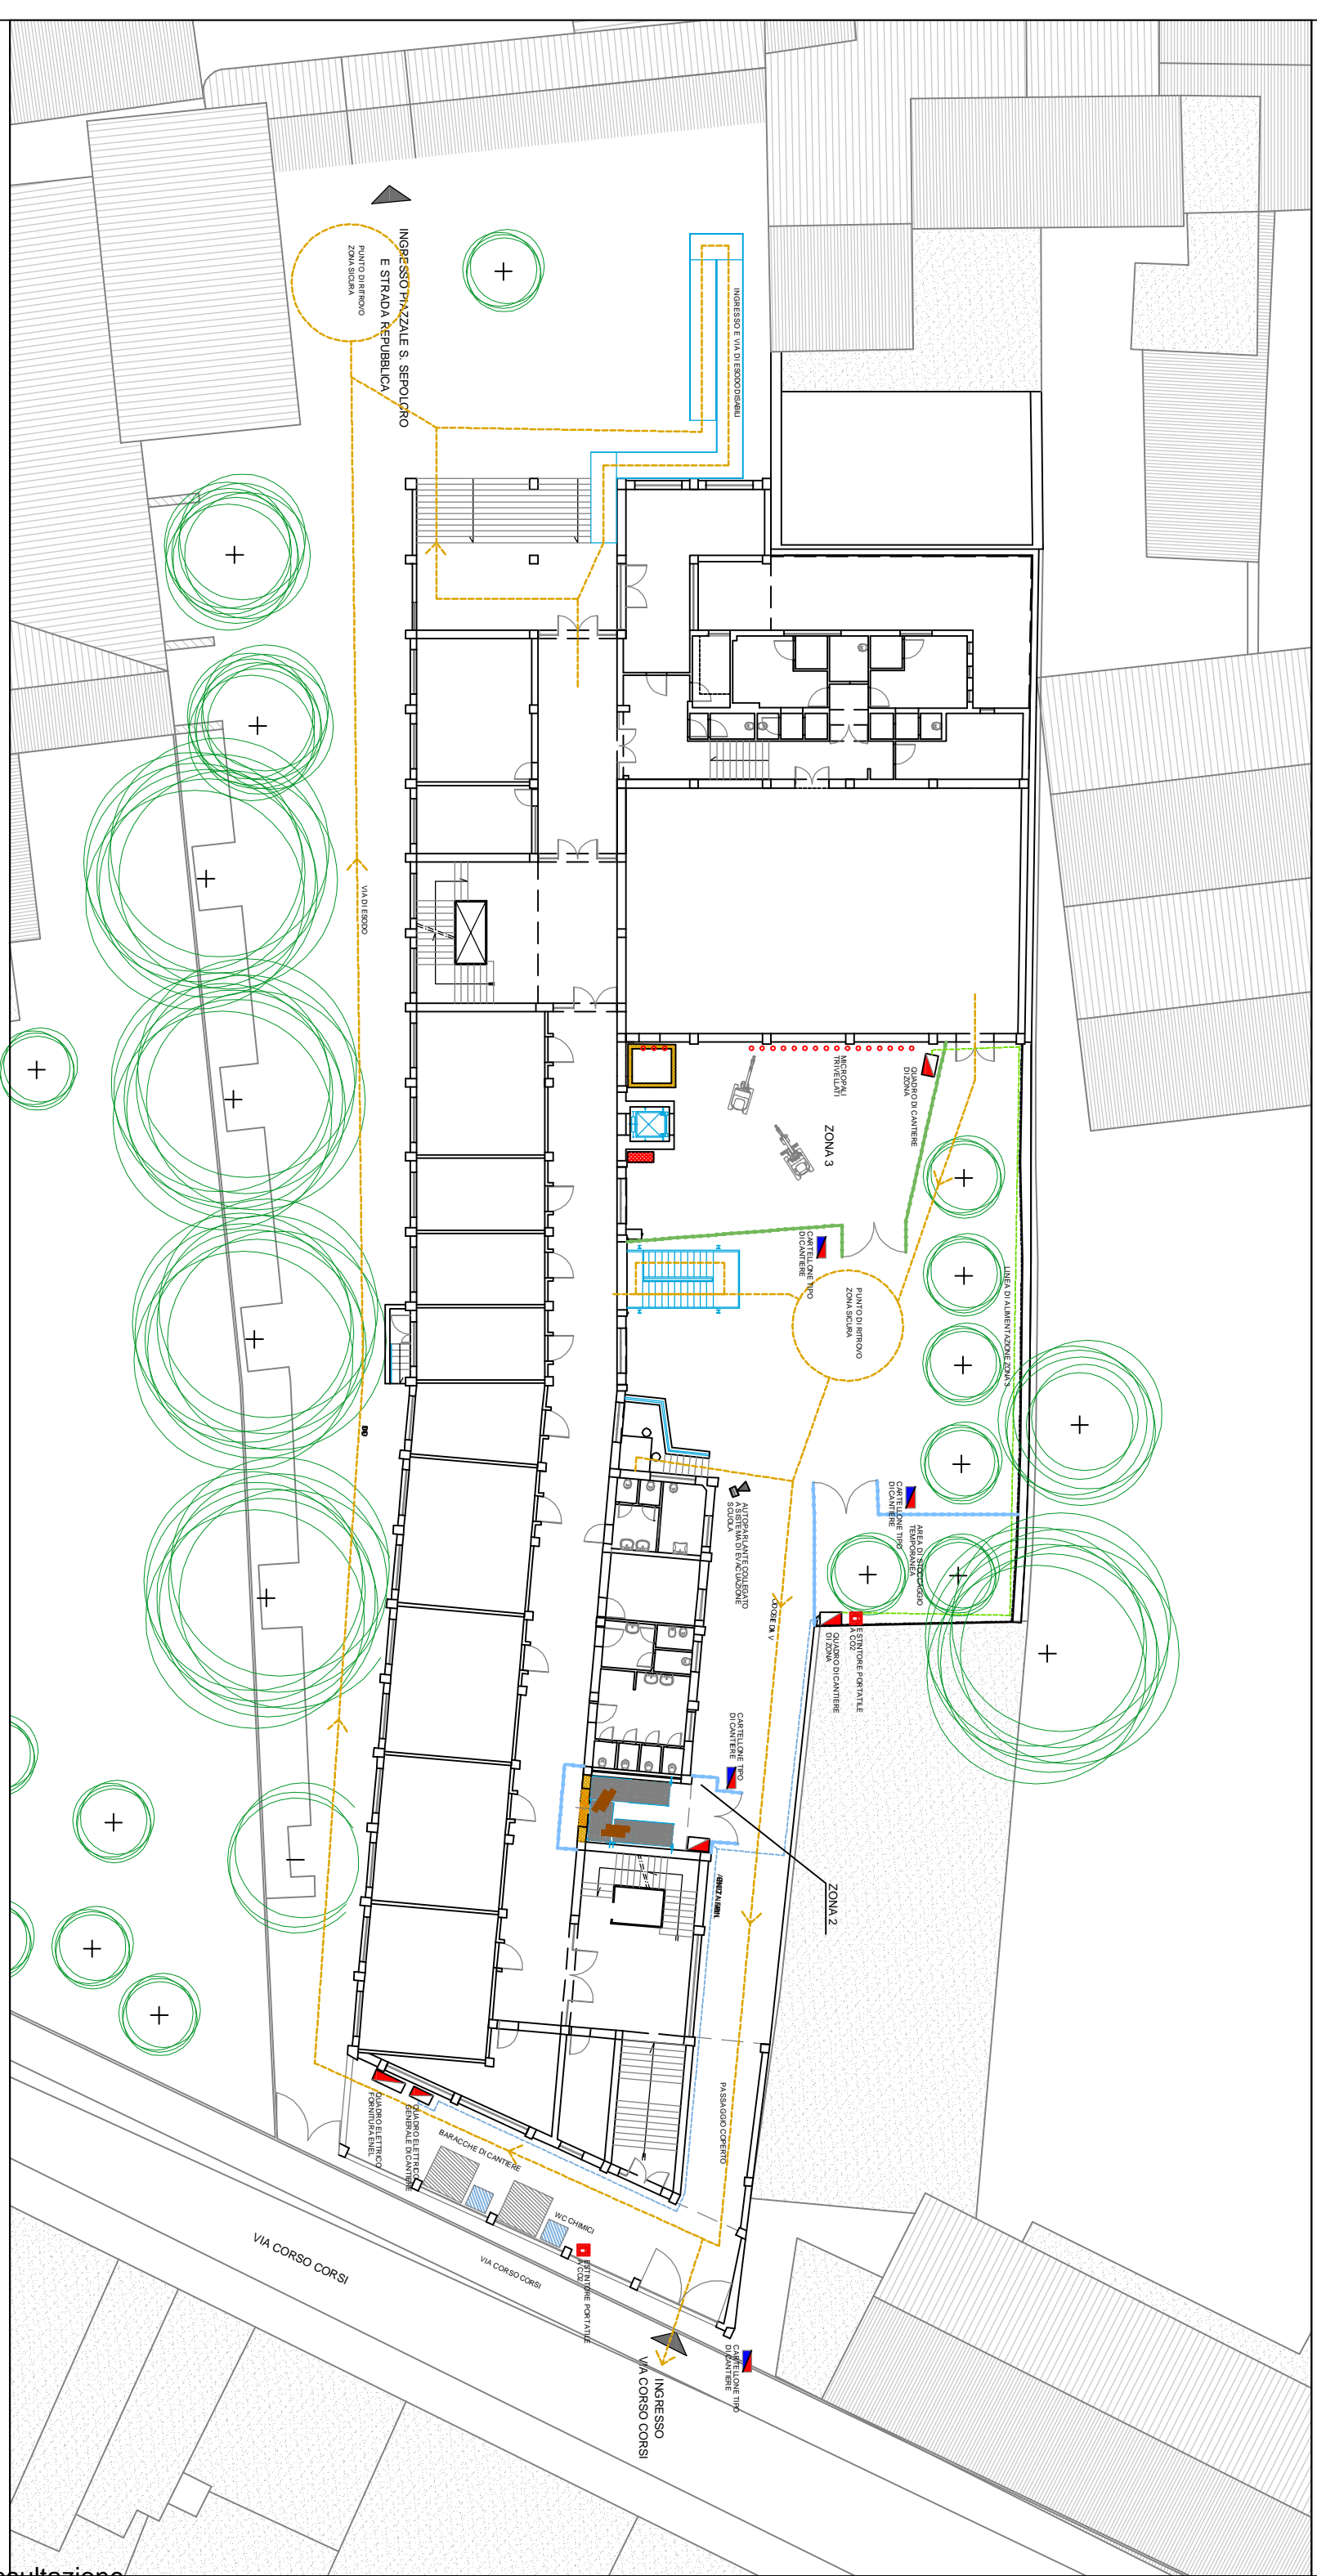 INGRESSO PIAZZALE S. SEPOLCRO
E STRADA REPUBBLICA
PUNTO DI RITROVO
ZONA SICURA
INGRESSO E VIA DI ESODO DISABILI
VIA DI ESODO
MICROPALI
TRIVELLATI
QUADRO DI CANTIERE
DI ZONA
ZONA 3
CARTELLONE TIPO
DI CANTIERE
PUNTO DI RITROVO
ZONA SICURA
LINEA DI ALIMENTAZIONE ZONA 3
CARTELLONE TIPO
DI CANTIERE
AREA DI STOCCAGGIO
TEMPORANEA
AUTOPARLANTE COLLEGATO
A SISTEMA DI EVACUAZIONE
SCUOLA
ESTINTORE PORTATILE
A CO2
QUADRO DI CANTIERE
DI ZONA
CARTELLONE TIPO
DI CANTIERE
ZONA 2
PASSAGGIO COPERTO
QUADRO ELETTRICO
FORNITURA ENEL
QUADRO ELETTRICO
GENERALE DI CANTIERE
BARACCHE DI CANTIERE
WC CHIMICI
ESTINTORE PORTATILE
A CO2
VIA CORSO CORSI
VIA CORSO CORSI
CARTELLONE TIPO
DI CANTIERE
INGRESSO
VIA CORSO CORSI